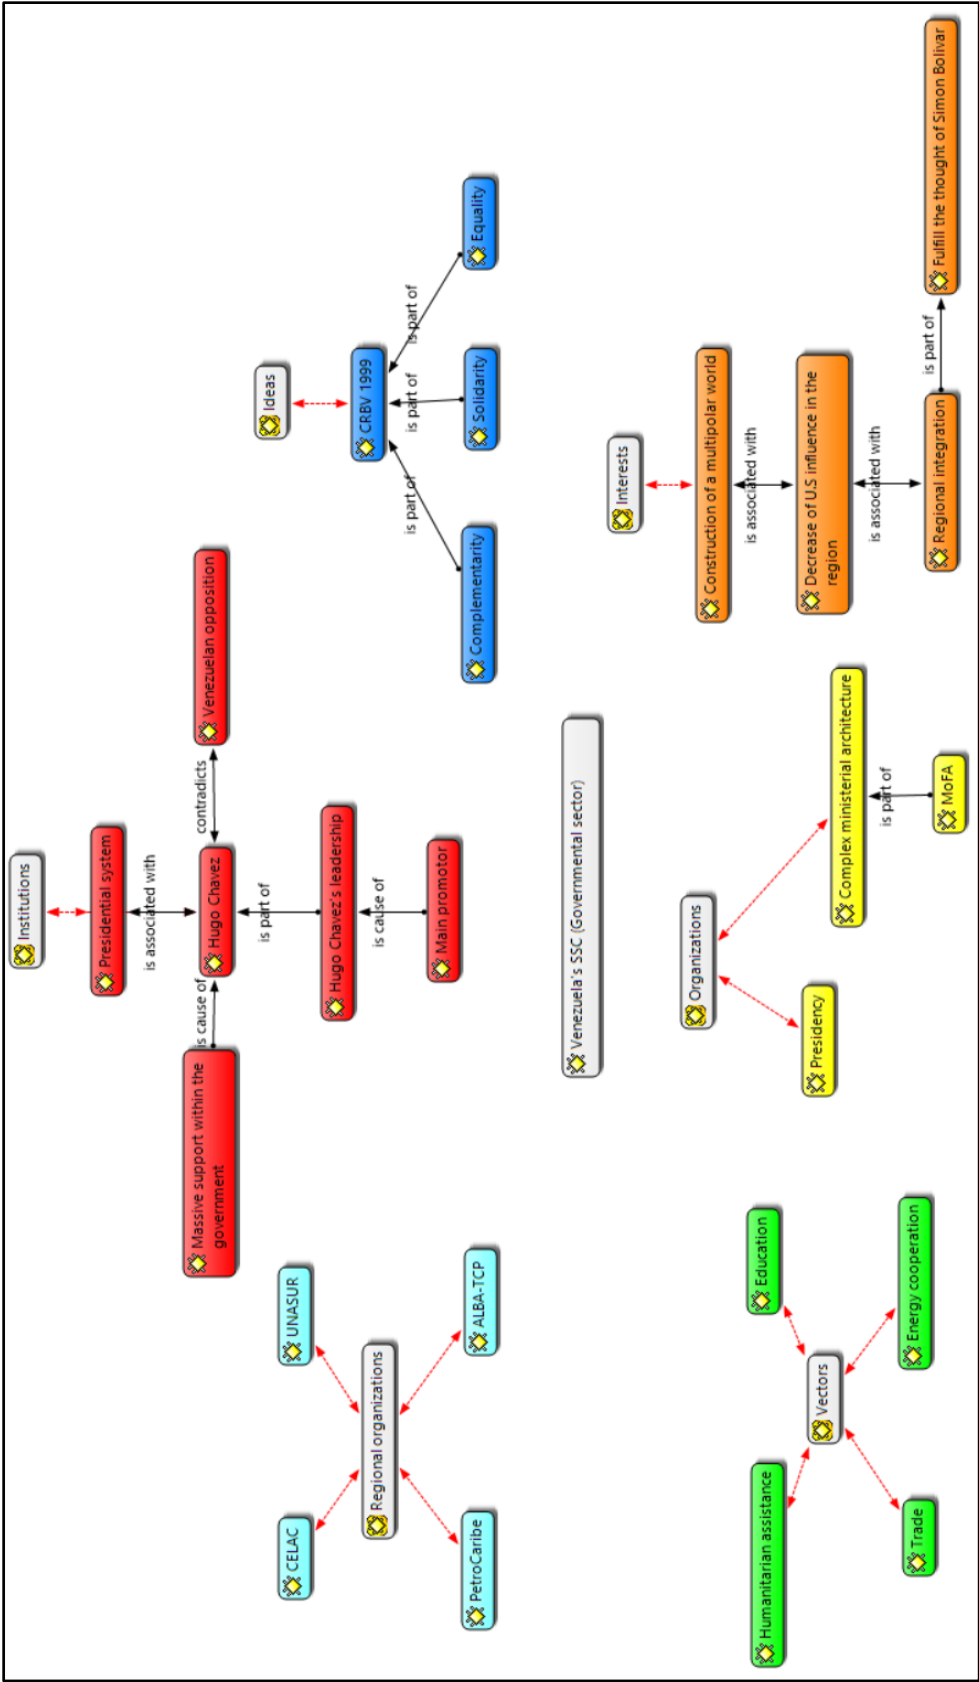 Institutions
Presidential system
is associated with
Massive support within the
government
is cause of
Hugo Chavez
contradicts
Venezuelan opposition
is part of
Hugo Chavez´s leadership
is cause of
Main promotor
Ideas
CRBV 1999
is part of
is part of
is part of
Complementarity
Solidarity
Equality
CELAC
UNASUR
Regional organizations
PetroCaribe
ALBA-TCP
Venezuela´s SSC (Governmental sector)
Humanitarian assistance
Education
Vectors
Trade
Energy cooperation
Organizations
Presidency
Complex ministerial architecture
is part of
MoFA
Interests
Construction of a multipolar world
is associated with
Decrease of U.S influence in the
region
is associated with
Regional integration
is part of
Fulfill the thought of Simon Bolivar